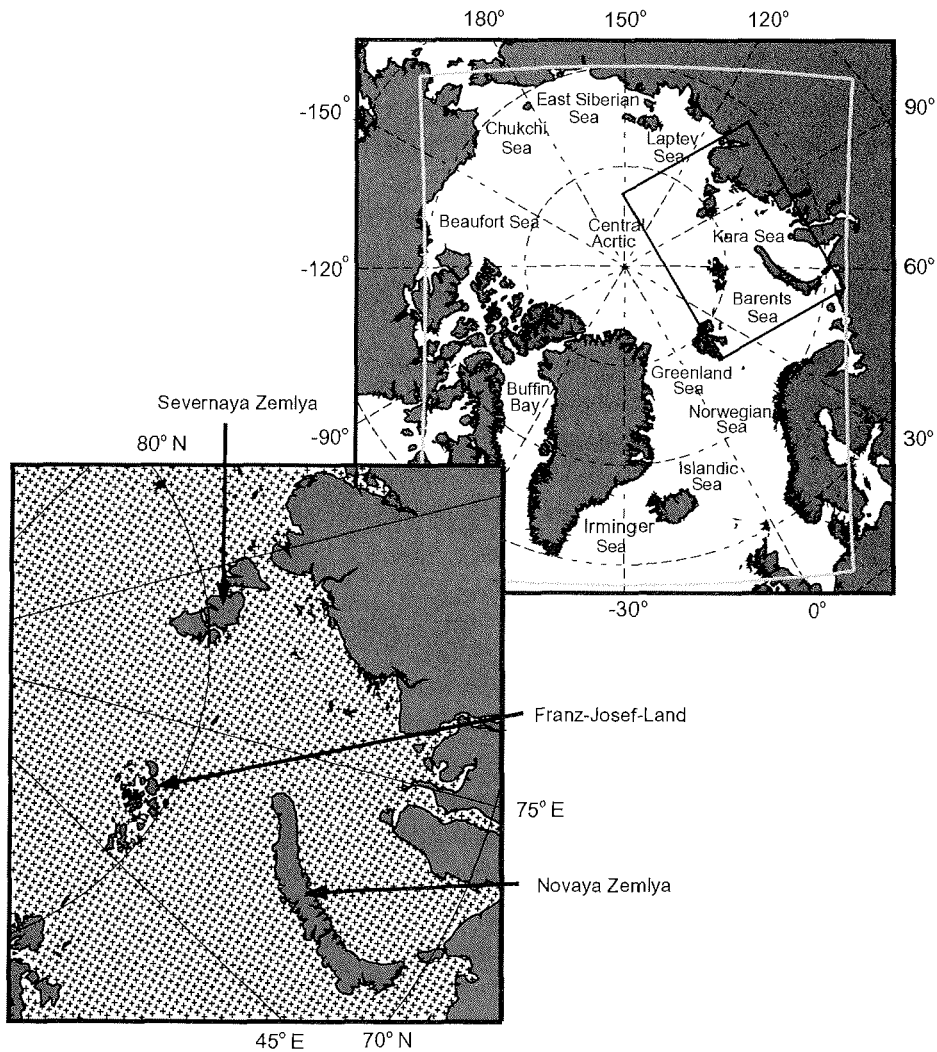 180°
150°
120°
-150°
90°
East Siberian
Sea
Chukchi
Sea
Laptev
Sea
Beaufort Sea
Central
Acrtic
Kara Sea
-120°
60°
Barents
Sea
Greenland
Sea
Buffin
Bay
Norwegian
Sea
-90°
30°
Islandic
Sea
Irminger
Sea
-30°
0°
Severnaya Zemlya
80° N
Franz-Josef-Land
75° E
Novaya Zemlya
45° E
70° N